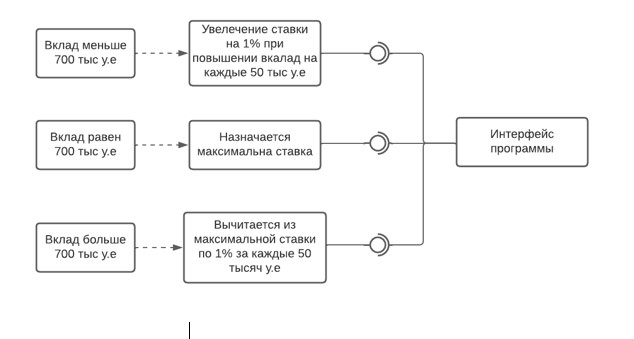 Вклад меньше
700 тыс у.е
Увелечение ставки
на 1% при
повышении вкалад на
каждые 50 тыс у.е
Вклад равен
700 тыс у.е
Назначается
максимальна ставка
Интерфейс
программы
Вклад больше
700 тыс у.е
Вычитается из
максимальной ставки
по 1% за каждые 50
тысяч у.е